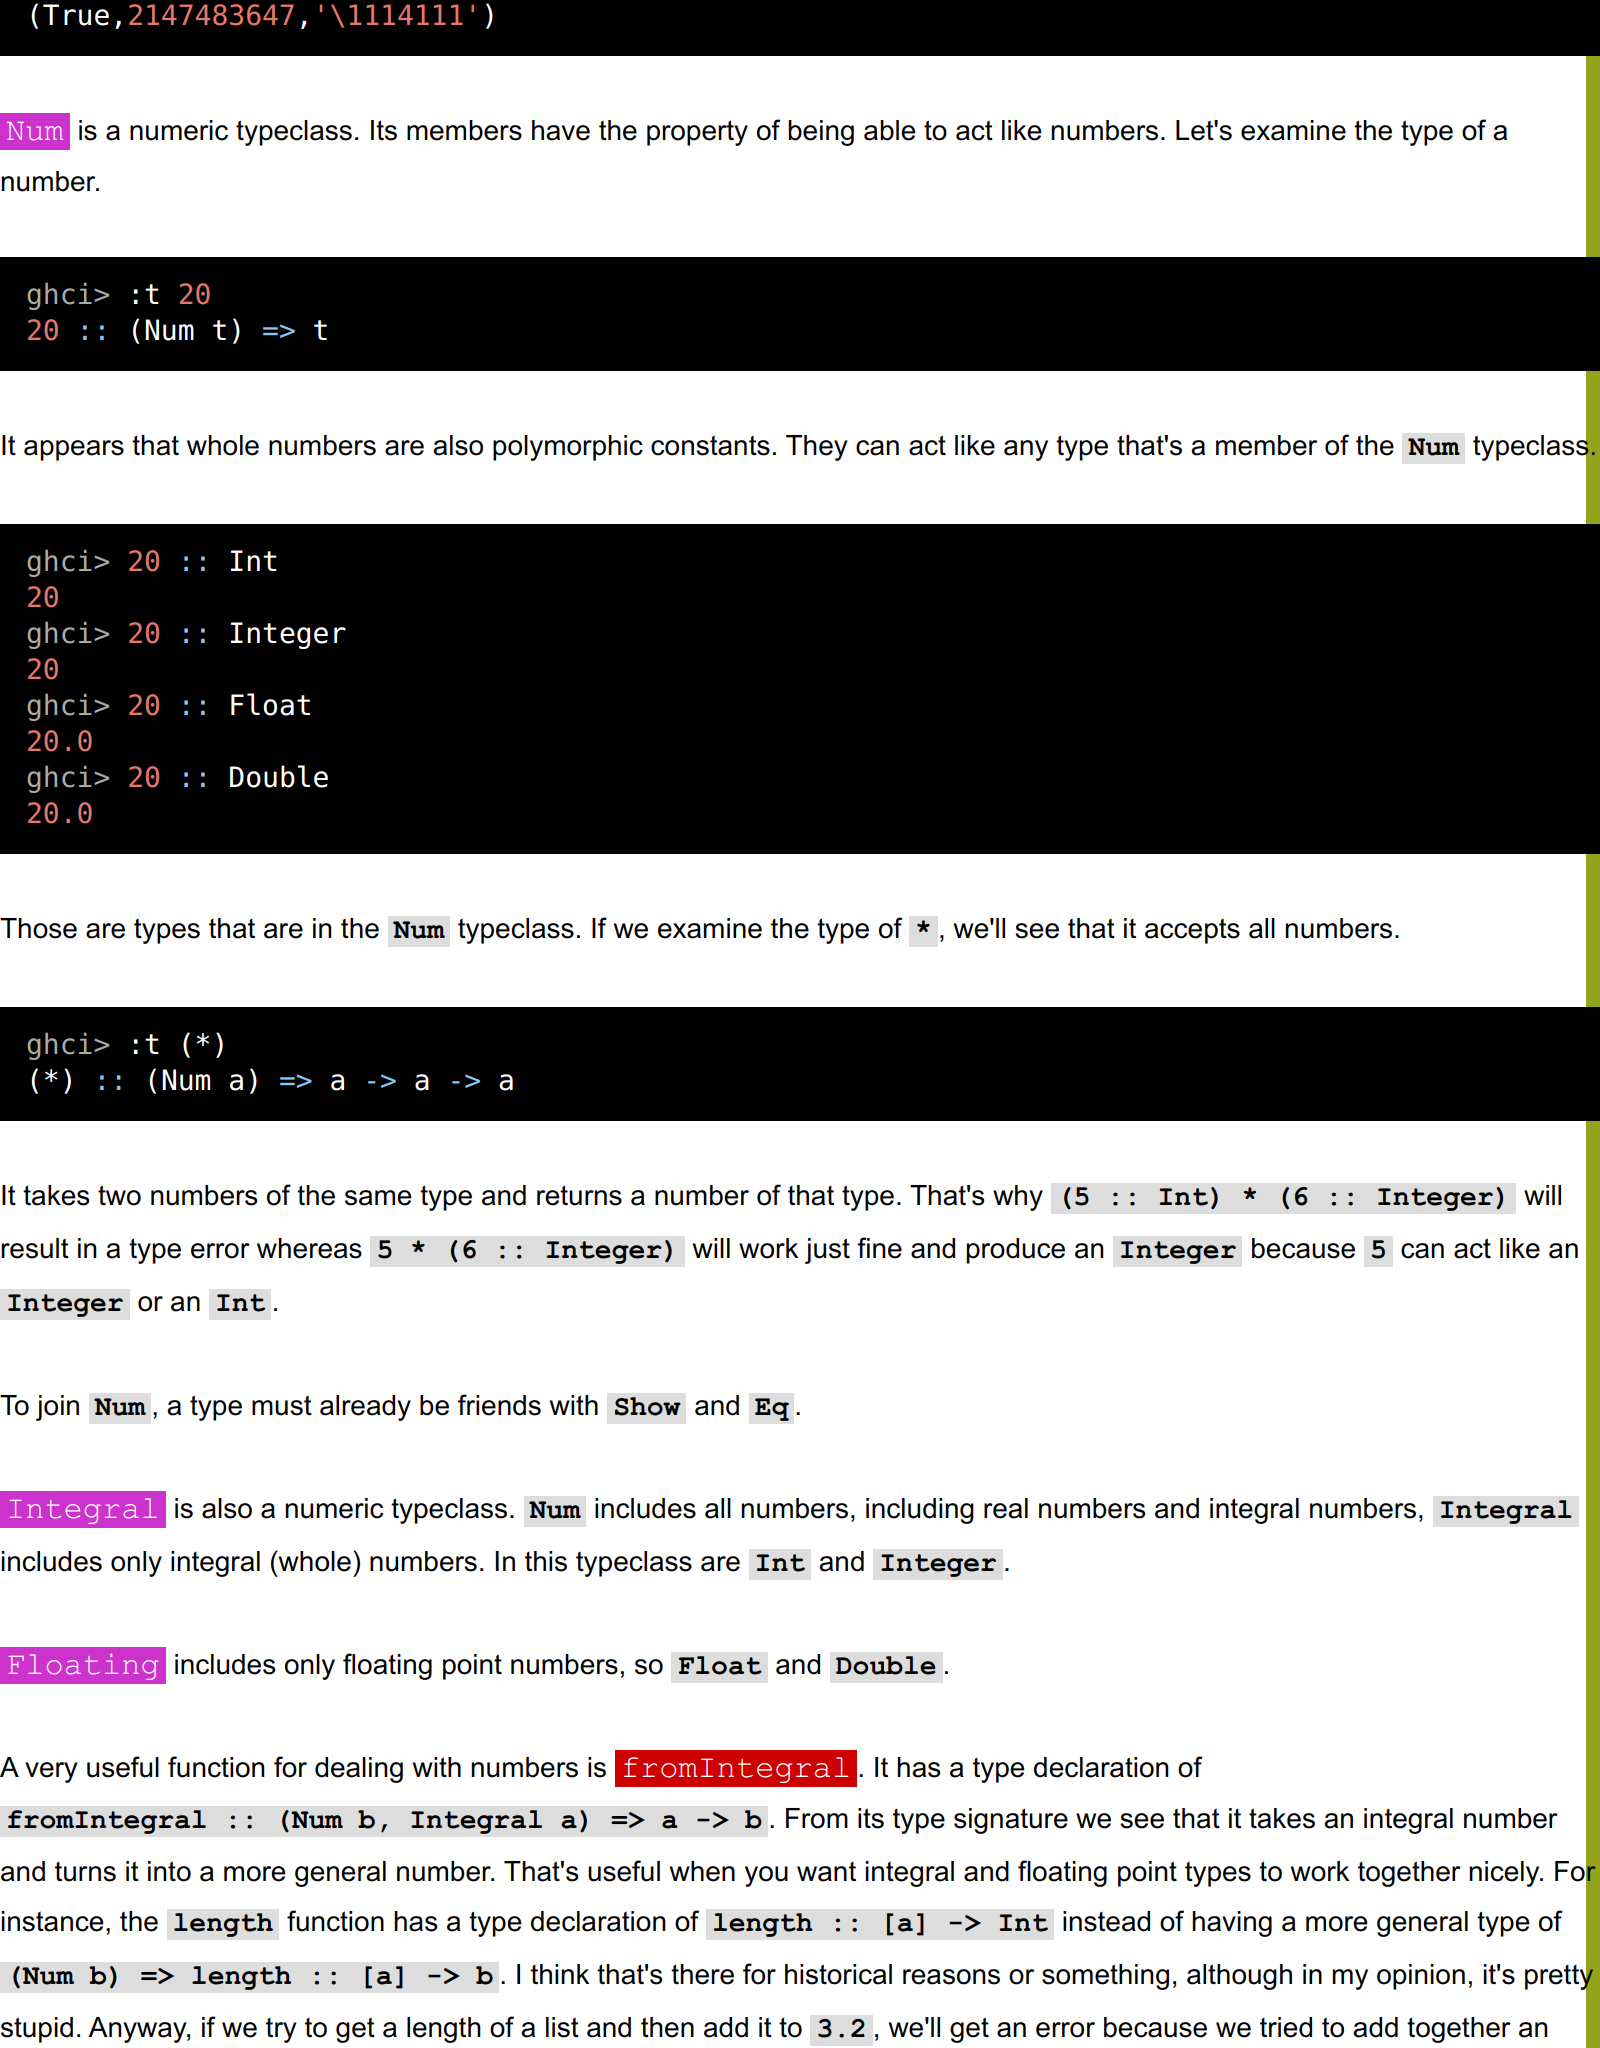 (True,2147483647,'\1114111')
Num is a numeric typeclass. Its members have the property of being able to act like numbers. Let's examine the type of a
number.
ghci> :t 20
20 :: (Num t) => t
It appears that whole numbers are also polymorphic constants. They can act like any type that's a member of the Num typeclass.
ghci> 20 :: Int
20
ghci> 20 :: Integer
20
ghci> 20 :: Float
20.0
ghci> 20 :: Double
20.0
Those are types that are in the Num typeclass. If we examine the type of *, we'll see that it accepts all numbers.
ghci> :t (*)
(*) :: (Num a) => a -> a -> a
It takes two numbers of the same type and returns a number of that type. That's why (5 :: Int) * (6 :: Integer) will
result in a type error whereas 5 * (6 :: Integer) will work just fine and produce an Integer because 5 can act like an
Integer or an Int.
To join Num, a type must already be friends with Show and Eq.
Integral is also a numeric typeclass. Num includes all numbers, including real numbers and integral numbers, Integral
includes only integral (whole) numbers. In this typeclass are Int and Integer.
Floating includes only floating point numbers, so Float and Double.
A very useful function for dealing with numbers is fromIntegral. It has a type declaration of
fromIntegral :: (Num b, Integral a) => a -> b. From its type signature we see that it takes an integral number
and turns it into a more general number. That's useful when you want integral and floating point types to work together nicely. For
instance, the length function has a type declaration of length :: [a] -> Int instead of having a more general type of
(Num b) => length :: [a] -> b. I think that's there for historical reasons or something, although in my opinion, it's pretty
stupid. Anyway, if we try to get a length of a list and then add it to 3.2, we'll get an error because we tried to add together an